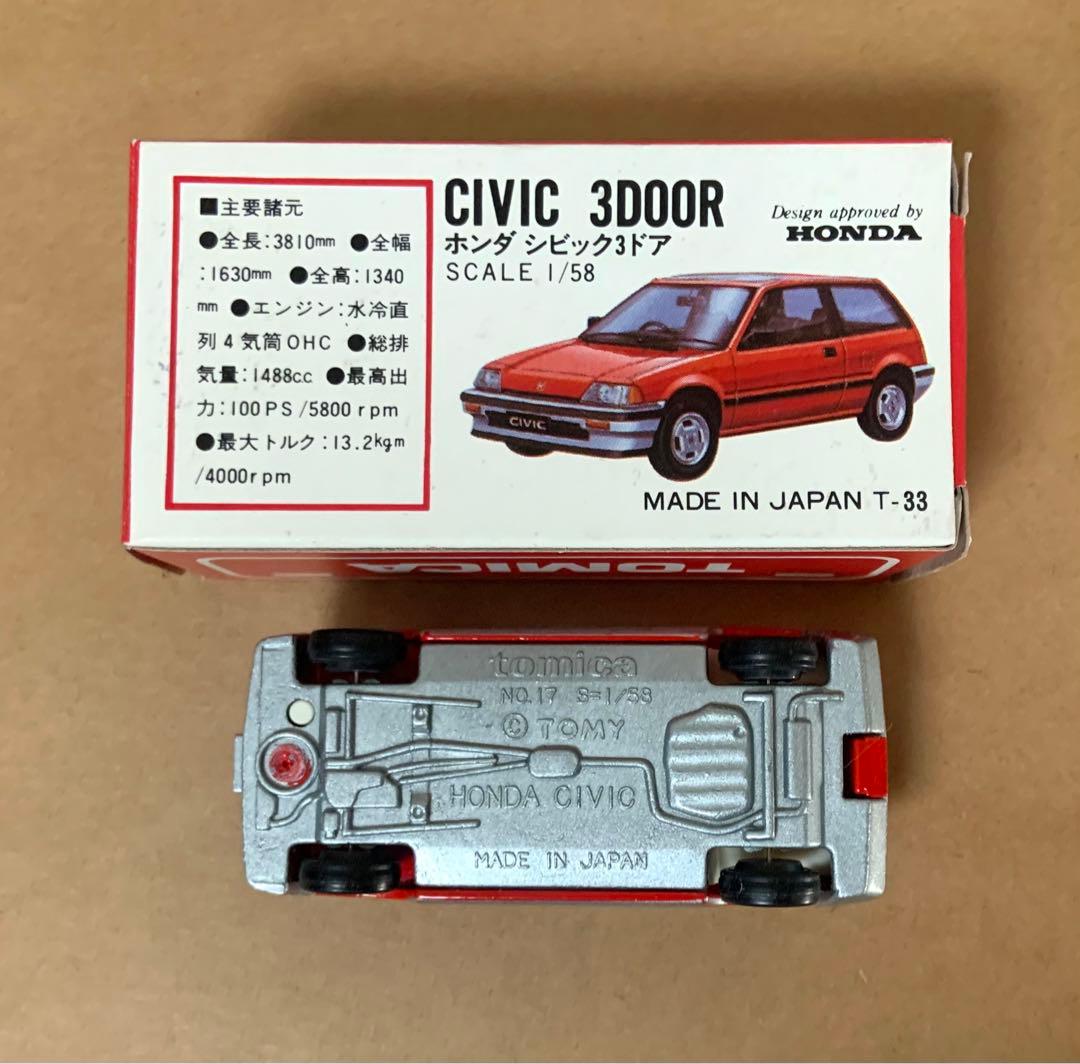 ■主要諸元
●全長:3810mm ●全幅
:1630mm ●全高:1340
mm ●エンジン:水冷直
列4気筒OHC ●総排
気量:1488cc ●最高出
力:100PS/5800rpm
●最大トルク:13.2kgm
/4000rpm
CIVIC 3DOOR
ホンダ シビック3ドア
SCALE 1/58
Design approved by
HONDA
CIVIC
MADE IN JAPAN T-33
TOMICA
tomica
NO.17 S=1/58
© TOMY
HONDA CIVIC
MADE IN JAPAN